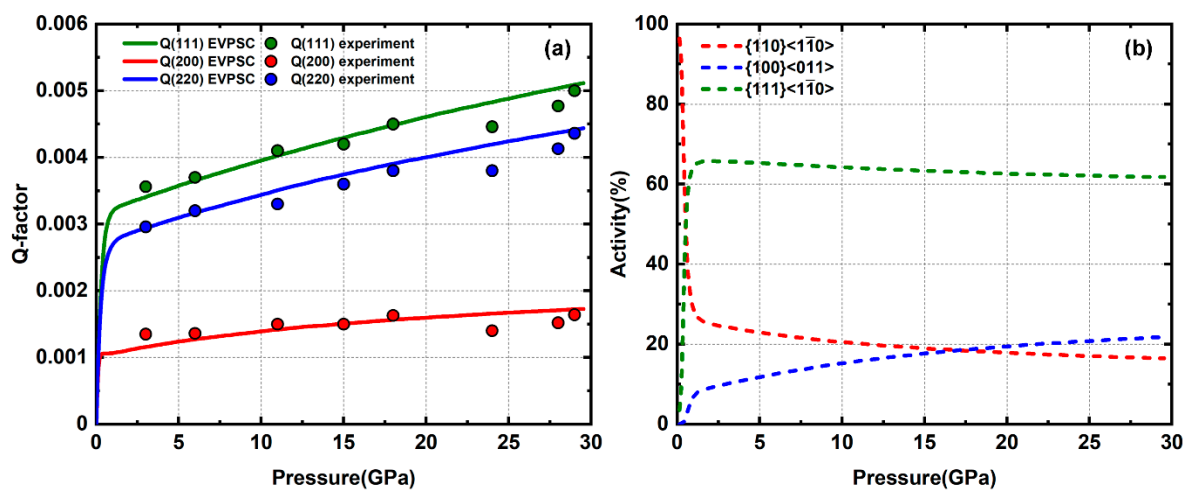 0.006
0.005
0.004
0.003
0.002
0.001
0
Q-factor
Q(111) EVPSC Q(111) experiment
Q(200) EVPSC Q(200) experiment
Q(220) EVPSC Q(220) experiment
(a)
0 5 10 15 20 25 30
Pressure(GPa)
100
80
60
40
20
0
Activity(%)
{110}<11̄0>
{100}<011>
{111}<11̄0>
(b)
0 5 10 15 20 25 30
Pressure(GPa)